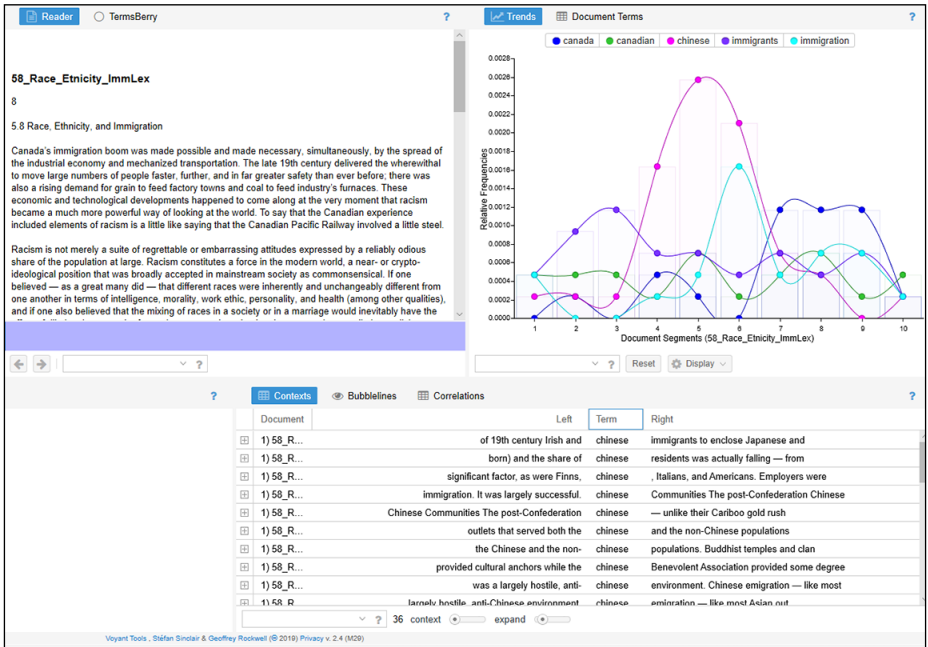 Reader
TermsBerry
?
58_Race_Etnicity_ImmLex
8
5.8 Race, Ethnicity, and Immigration
Canada's immigration boom was made possible and made necessary, simultaneously, by the spread of
the industrial economy and mechanized transportation. The late 19th century delivered the wherewithal
to move large numbers of people faster, further, and in far greater safety than ever before; there was
also a rising demand for grain to feed factory towns and coal to feed industry's furnaces. These
economic and technological developments happened to come along at the very moment that racism
became a much more powerful way of looking at the world. To say that the Canadian experience
included elements of racism is a little like saying that the Canadian Pacific Railway involved a little steel.
Racism is not merely a suite of regrettable or embarrassing attitudes expressed by a reliably odious
share of the population at large. Racism constitutes a force in the modern world, a near- or crypto-
ideological position that was broadly accepted in mainstream society as commonsensical. If one
believed — as a great many did — that different races were inherently and unchangeably different from
one another in terms of intelligence, morality, work ethic, personality, and health (among other qualities),
and if one also believed that the mixing of races in a society or in a marriage would inevitably have the
?
Trends
Document Terms
?
canada canadian chinese immigrants immigration
Relative Frequencies
0.0028
0.0026
0.0024
0.0022
0.0020
0.0018
0.0016
0.0014
0.0012
0.0010
0.0008
0.0006
0.0004
0.0002
0.0000
1 2 3 4 5 6 7 8 9 10
Document Segments (58_Race_Etnicity_ImmLex)
? Reset Display
?
Contexts Bubblelines Correlations
?
Document Left Term Right
1) 58_R... of 19th century Irish and chinese immigrants to enclose Japanese and
1) 58_R... born) and the share of chinese residents was actually falling — from
1) 58_R... significant factor, as were Finns, chinese , Italians, and Americans. Employers were
1) 58_R... immigration. It was largely successful. chinese Communities The post-Confederation Chinese
1) 58_R... Chinese Communities The post-Confederation chinese — unlike their Cariboo gold rush
1) 58_R... outlets that served both the chinese and the non-Chinese populations
1) 58_R... the Chinese and the non- chinese populations. Buddhist temples and clan
1) 58_R... provided cultural anchors while the chinese Benevolent Association provided some degree
1) 58_R... was a largely hostile, anti- chinese environment. Chinese emigration — like most
1) 58_R... largely hostile, anti-Chinese environment. chinese emigration — like most Asian out
? 36 context expand
Voyant Tools , Stéfan Sinclair & Geoffrey Rockwell (© 2019) Privacy v. 2.4 (M29)